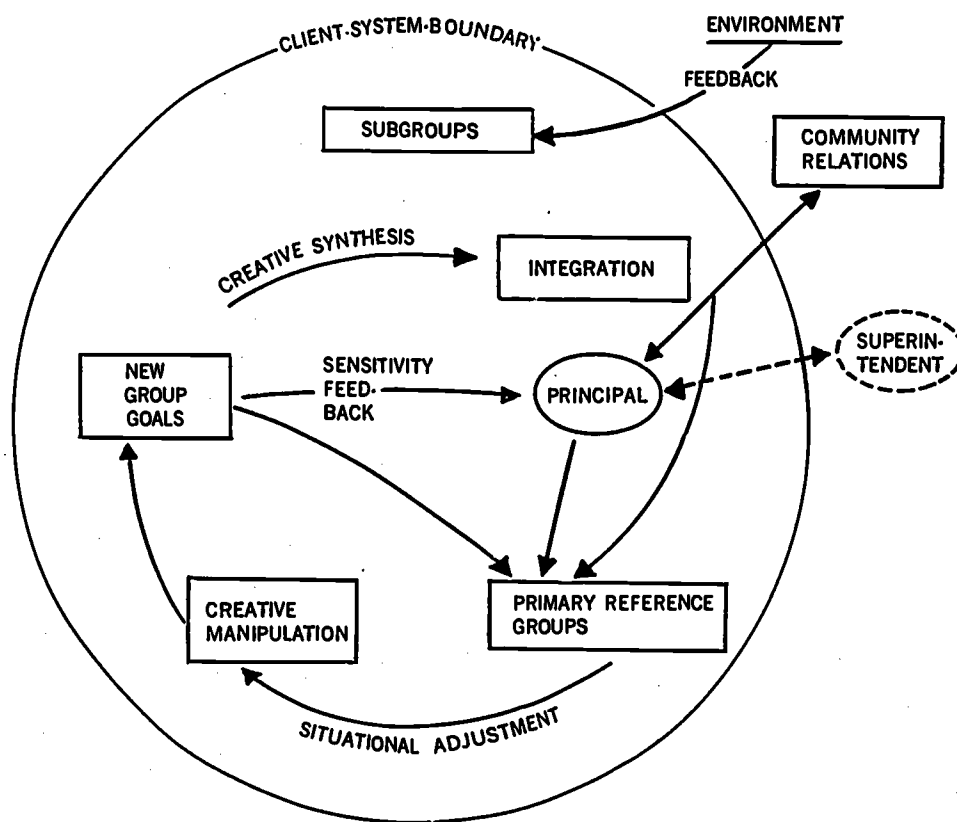 CLIENT-SYSTEM-BOUNDARY
ENVIRONMENT
FEEDBACK
SUBGROUPS
COMMUNITY
RELATIONS
CREATIVE SYNTHESIS
INTEGRATION
SUPERIN-
TENDENT
NEW
GROUP
GOALS
SENSITIVITY
FEED-
BACK
PRINCIPAL
CREATIVE
MANIPULATION
PRIMARY REFERENCE
GROUPS
SITUATIONAL ADJUSTMENT